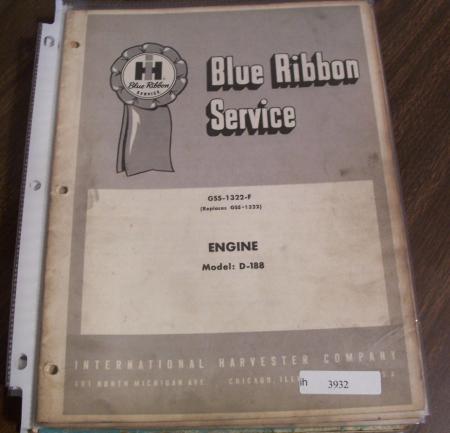 IH
Blue Ribbon
SERVICE
Blue Ribbon
Service
GSS-1322-F
(Replaces GSS-1322)
ENGINE
Model: D-188
INTERNATIONAL HARVESTER COMPANY
401 NORTH MICHIGAN AVE. CHICAGO,
ih 3932